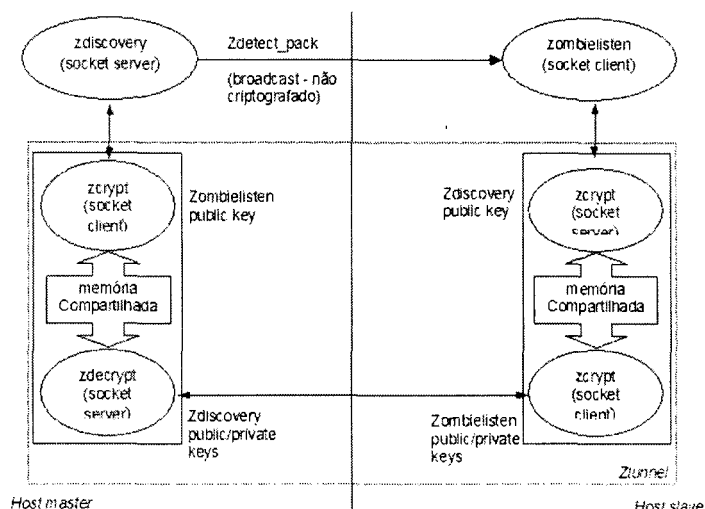 zdiscovery
(socket server)
Zdetect_pack
(broadcast - não
criptografado)
zombielisten
(socket client)
zcrypt
(socket
client)
Zombielisten
public key
memória
Compartilhada
zdecrypt
(socket
server)
Zdiscovery
public/private
keys
Zdiscovery
public key
zcrypt
(socket
server)
memória
Compartilhada
zcrypt
(socket
client)
Zombielisten
public/private
keys
Ztunnel
Host master
Host slave